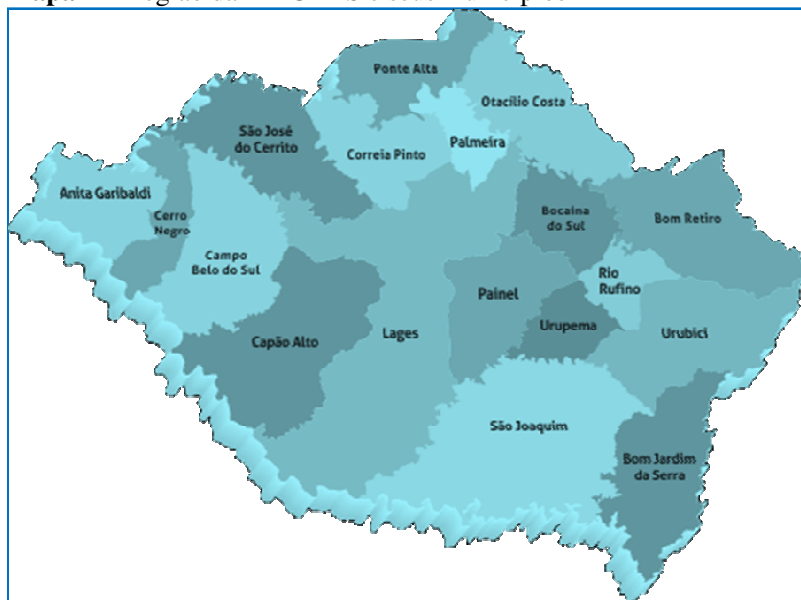 Ponte Alta
Otacílio Costa
São José
do Cerrito
Correia Pinto
Palmeira
Anita Garibaldi
Cerro
Negro
Bocaina
do Sul
Bom Retiro
Campo
Belo do Sul
Rio
Rufino
Painel
Capão Alto
Lages
Urupema
Urubici
São Joaquim
Bom Jardim
da Serra